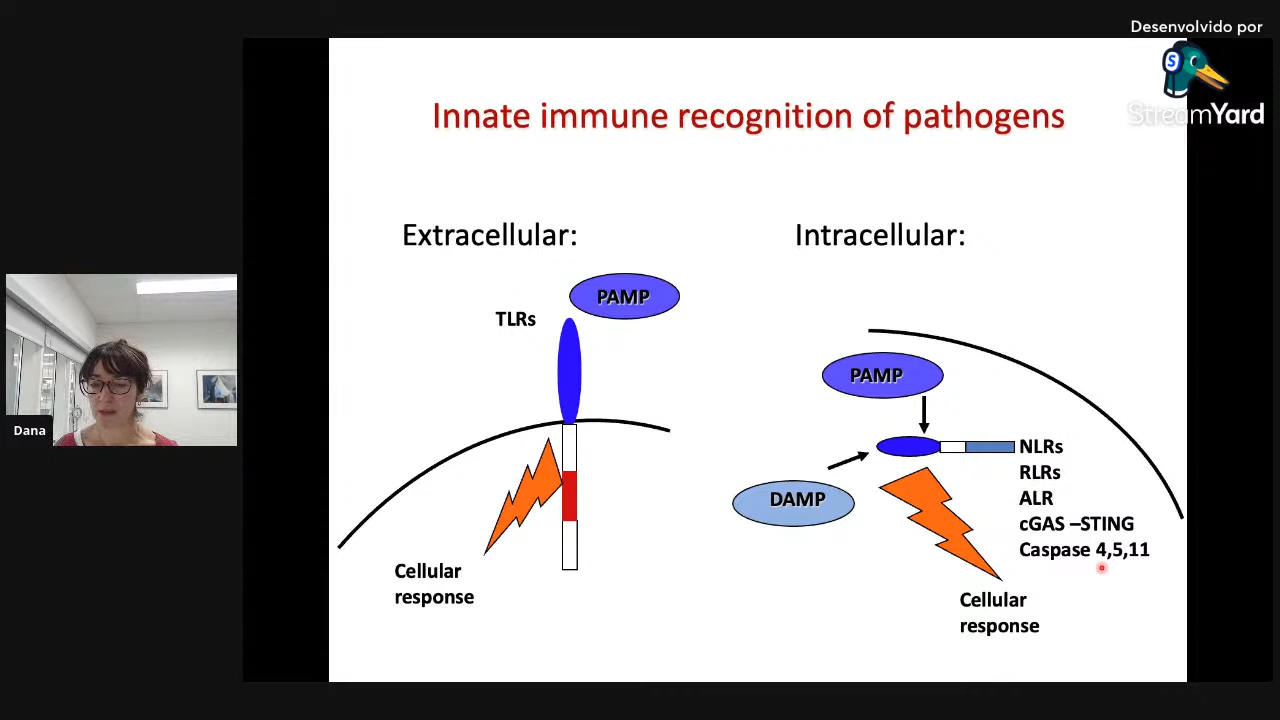 Desenvolvido por
S
StreamYard
Innate immune recognition of pathogens
Extracellular:
Intracellular:
PAMP
TLRs
PAMP
NLRs
RLRs
ALR
cGAS –STING
Caspase 4,5,11
DAMP
Cellular
response
Cellular
response
Dana